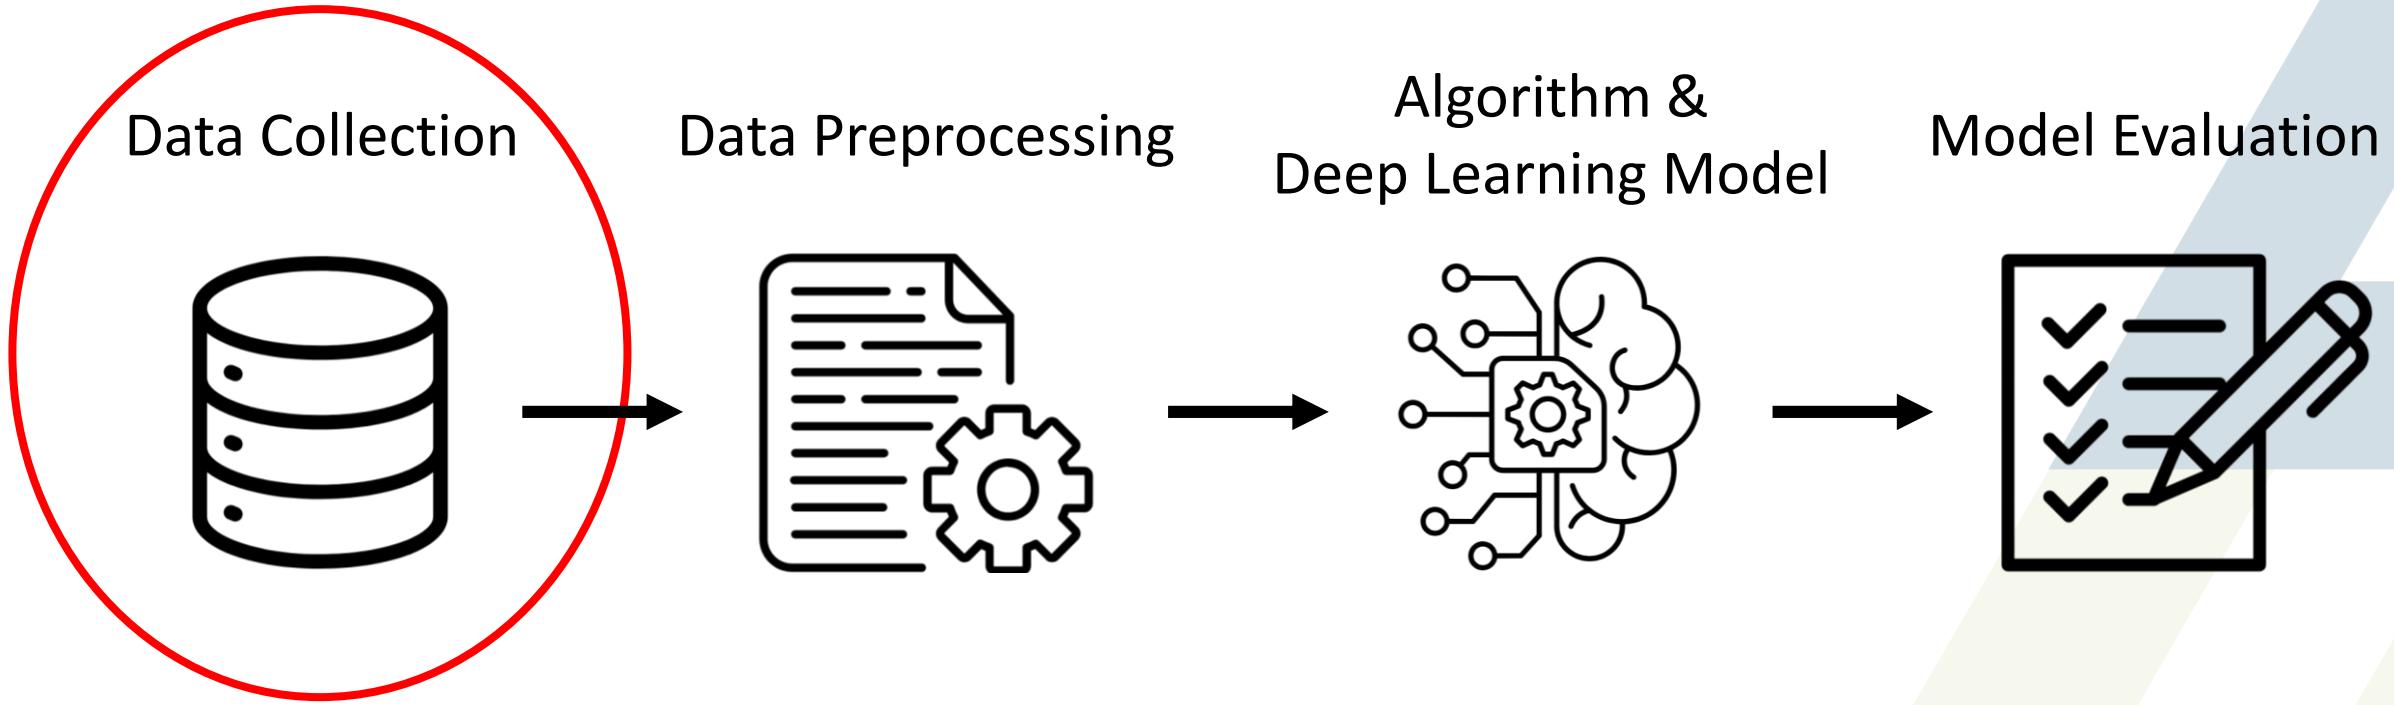 Data Collection
Data Preprocessing
Algorithm &
Deep Learning Model
Model Evaluation